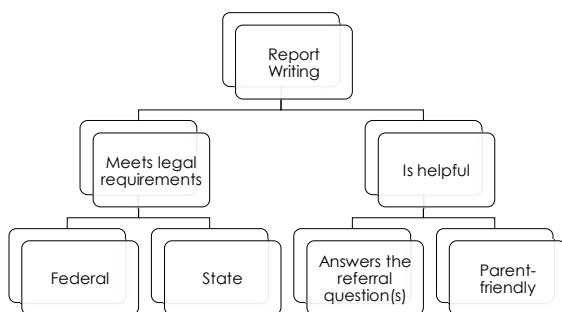 Report
Writing
Meets legal
requirements
Is helpful
Federal
State
Answers the
referral
question(s)
Parent-
friendly